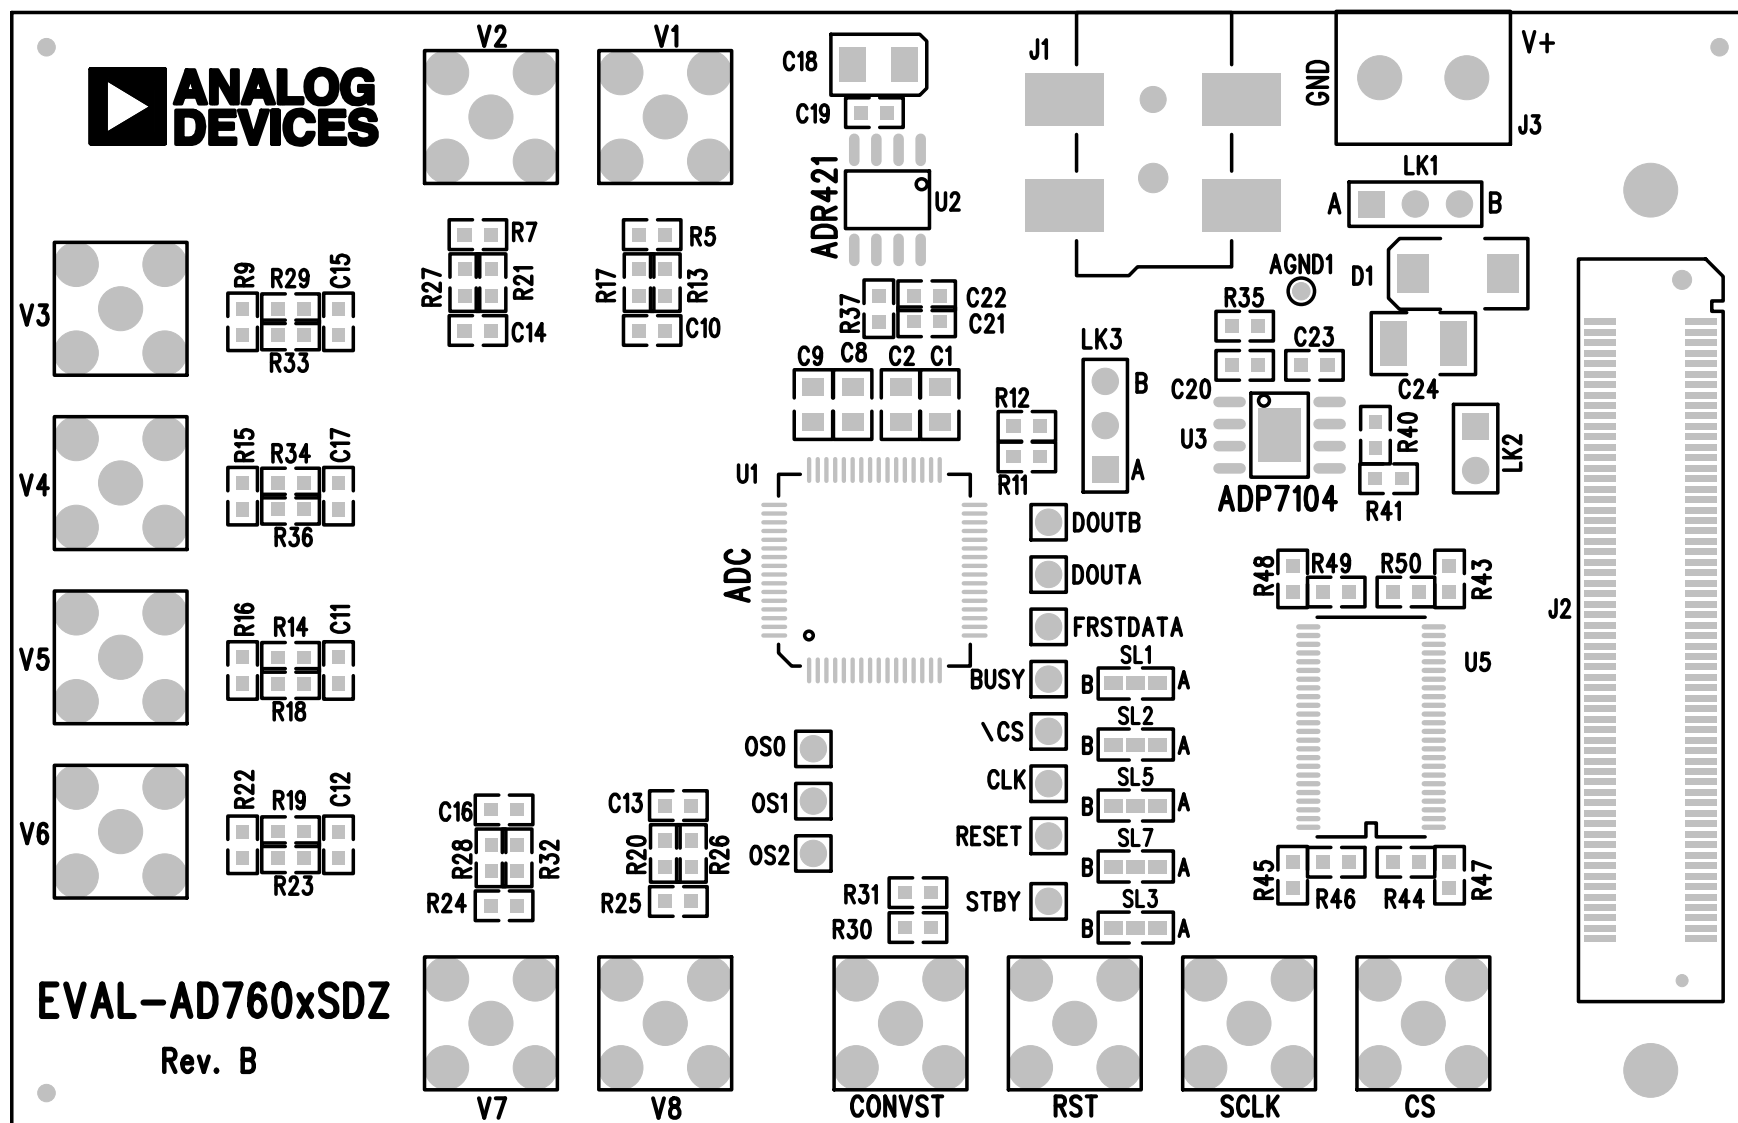 V2
V1
C18
J1
GND
V+
ANALOG
DEVICES
C19
J3
LK1
ADR421
U2
A
B
R7
R5
R9
R29
C15
R27
R21
R17
R13
AGND1
D1
V3
R37
C22
C21
R35
C14
C10
R33
LK3
C23
C9
C8
C2
C1
B
C20
C24
R12
R15
R34
C17
U3
R40
LK2
U1
A
V4
R11
ADP7104
R41
R36
DOUTB
ADC
DOUTA
R48
R49
R50
R43
J2
R16
R14
C11
FRSTDATA
V5
SL1
U5
BUSY
B
A
R18
SL2
\CS
OS0
B
A
CLK
SL5
R22
R19
C12
C16
C13
OS1
B
A
V6
RESET
SL7
R28
R32
R20
R26
OS2
B
A
R23
R45
R46
R44
R47
R24
R25
R31
STBY
SL3
R30
B
A
EVAL-AD760xSDZ
Rev. B
V7
V8
CONVST
RST
SCLK
CS